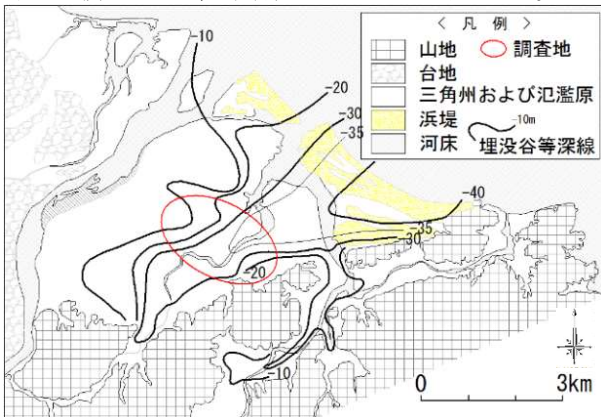 〈 凡 例 〉
山地
調査地
台地
三角州および氾濫原
浜堤
-10m
河床
埋没谷等深線
-10
-20
-30
-35
-40
-35
-30
-20
-10
0
3km